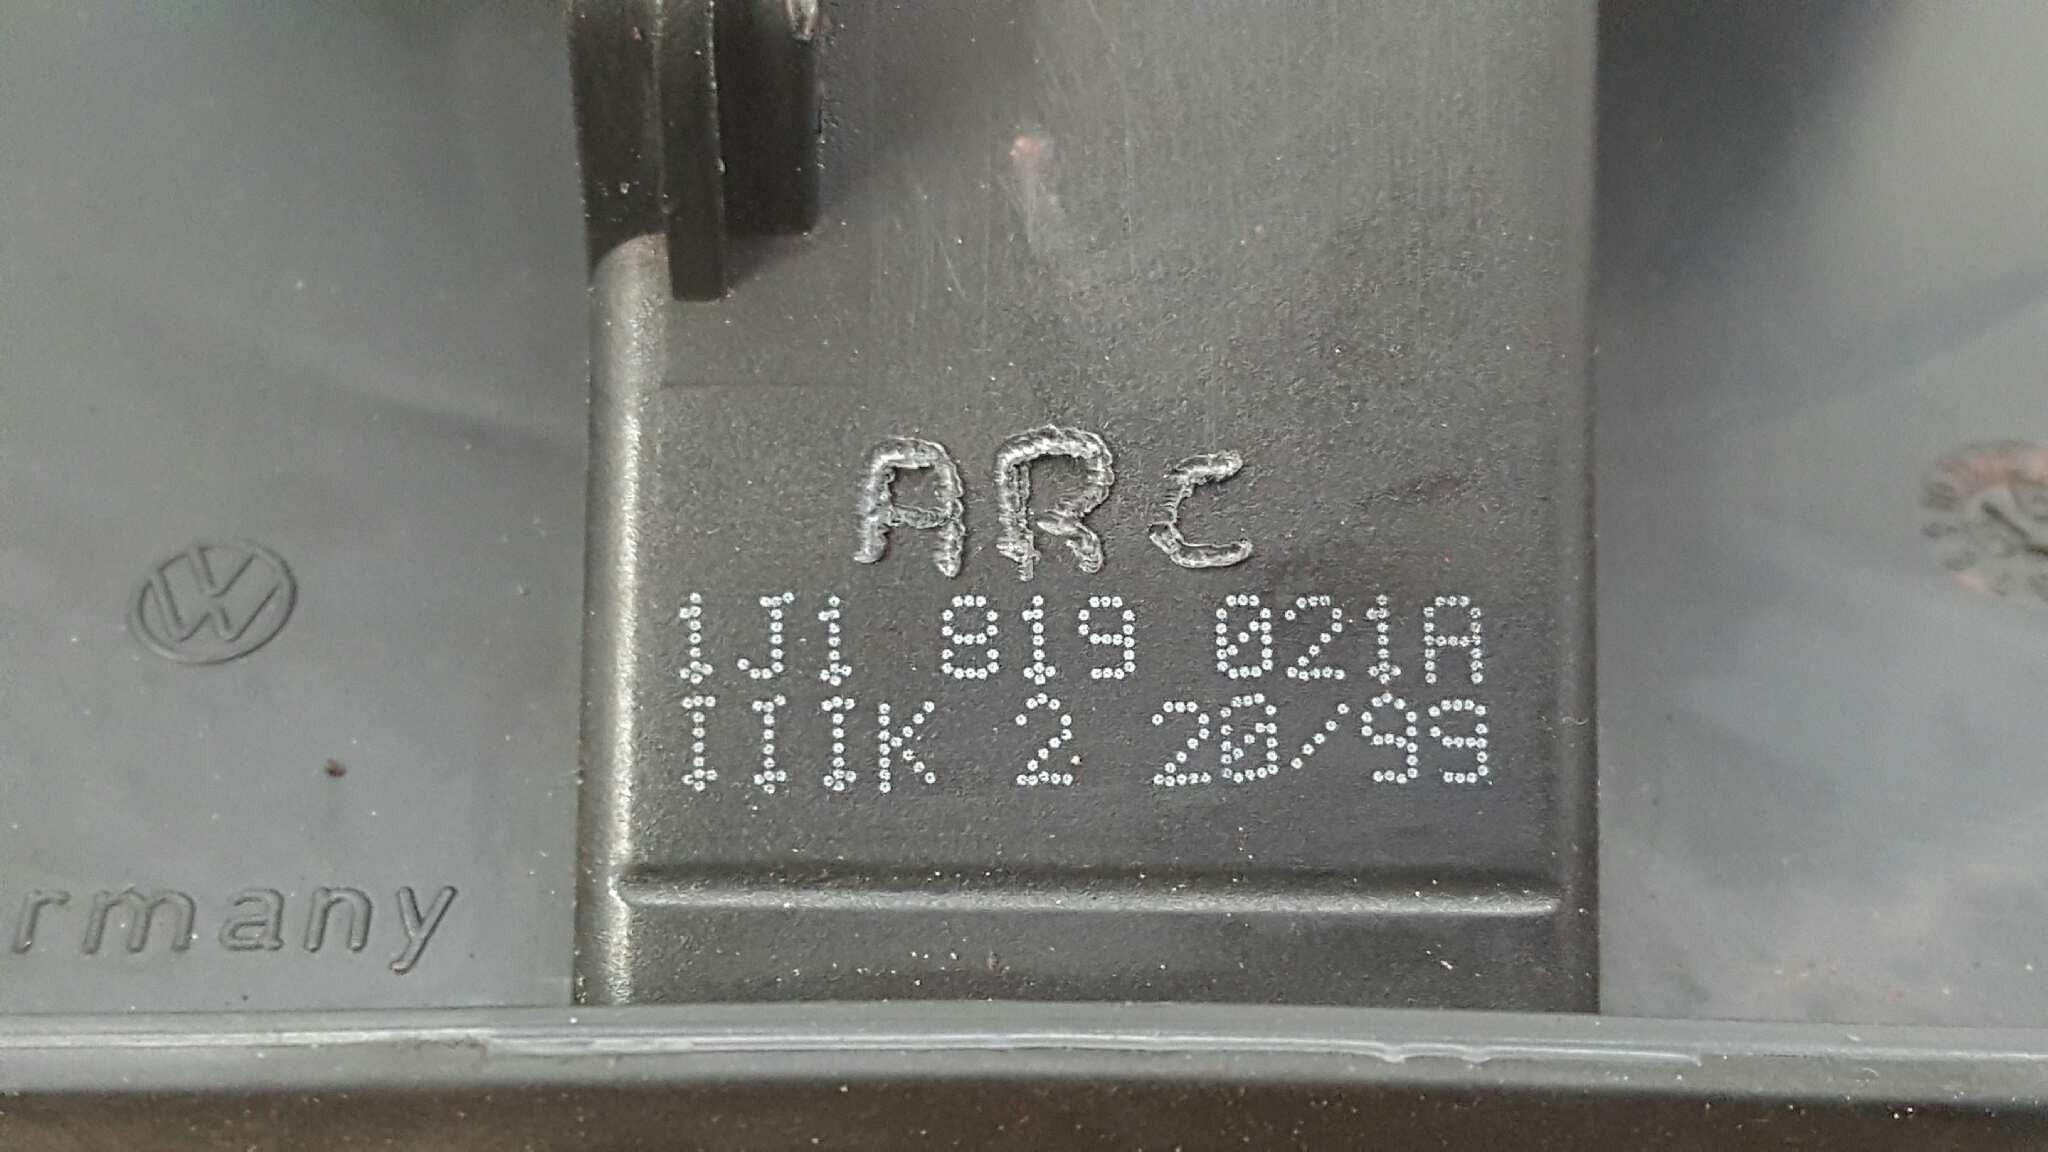 ARC
1J1 819 021A
IIIK 2 20/99
rmany